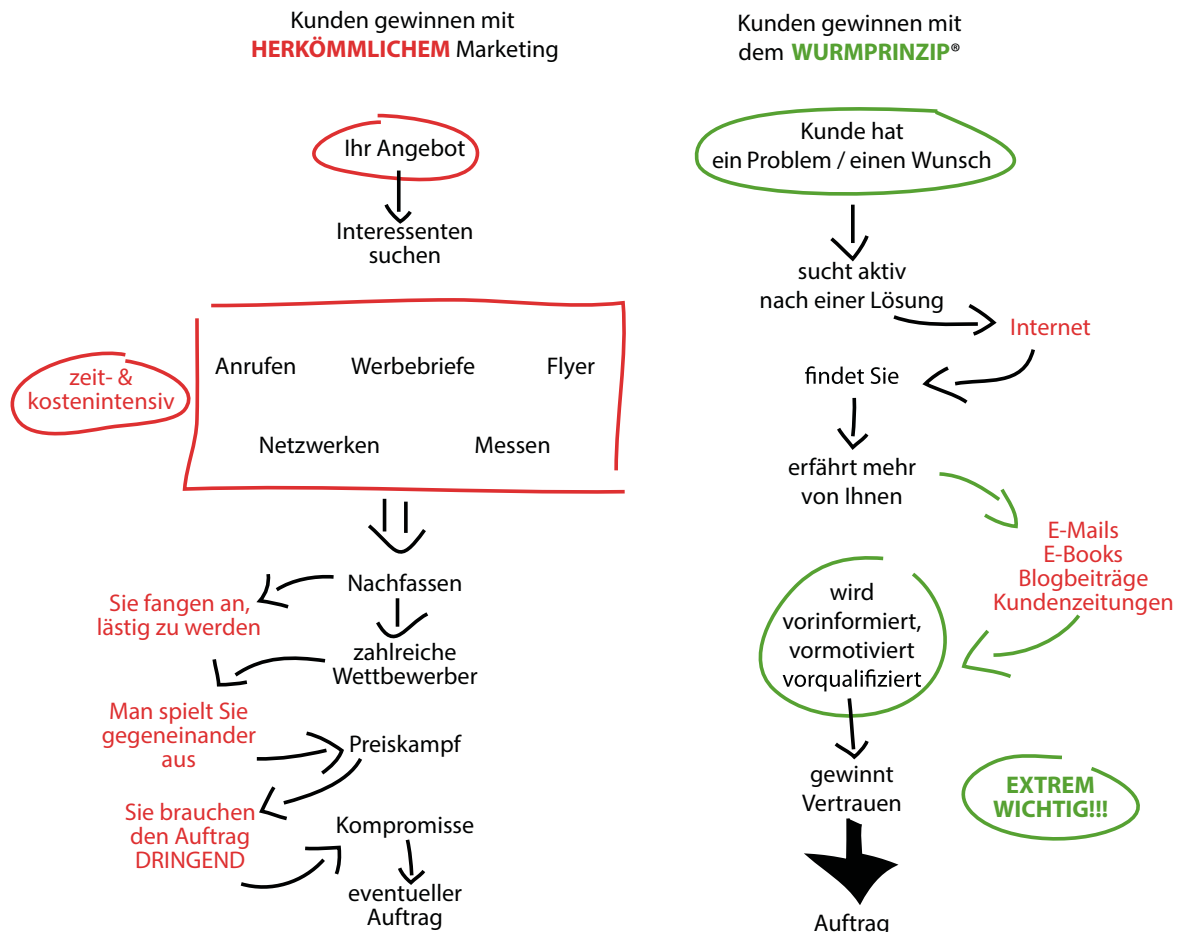 Kunden gewinnen mit
HERKÖMMLICHEM Marketing
Ihr Angebot
Interessenten
suchen
zeit- &
kostenintensiv
Anrufen
Werbebriefe
Flyer
Netzwerken
Messen
Nachfassen
Sie fangen an,
lästig zu werden
zahlreiche
Wettbewerber
Man spielt Sie
gegeneinander
aus
Preiskampf
Sie brauchen
den Auftrag
DRINGEND
Kompromisse
eventueller
Auftrag
Kunden gewinnen mit
dem WURMPRINZIP®
Kunde hat
ein Problem / einen Wunsch
sucht aktiv
nach einer Lösung
Internet
findet Sie
erfährt mehr
von Ihnen
E-Mails
E-Books
Blogbeiträge
Kundenzeitungen
wird
vorinformiert,
vormotiviert
vorqualifiziert
gewinnt
Vertrauen
EXTREM
WICHTIG!!!
Auftrag